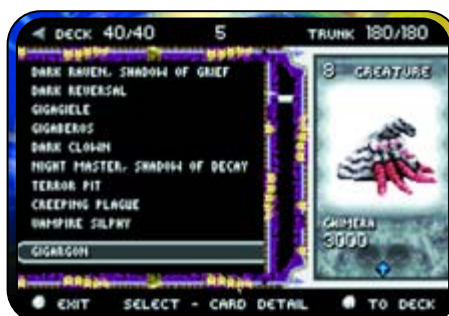 DECK 40/40 5 TRUNK 180/180
DARK RAVEN, SHADOW OF GRIEF
DARK REVERSAL
GIGAGIELE
GIGABEROS
DARK CLOWN
NIGHT MASTER, SHADOW OF DECAY
TERROR PIT
CREEPING PLAGUE
VAMPIRE SILPHY
GIGARGON
8 CREATURE
CHIMERA
3000
EXIT SELECT - CARD DETAIL TO DECK